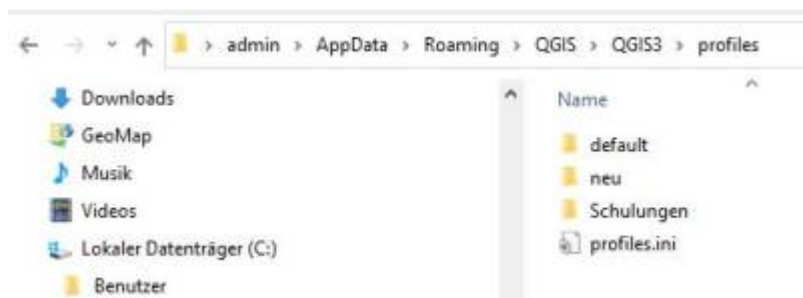 admin > AppData > Roaming > QGIS > QGIS3 > profiles
Downloads
GeoMap
Musik
Videos
Lokaler Datenträger (C:)
Benutzer
Name
default
neu
Schulungen
profiles.ini